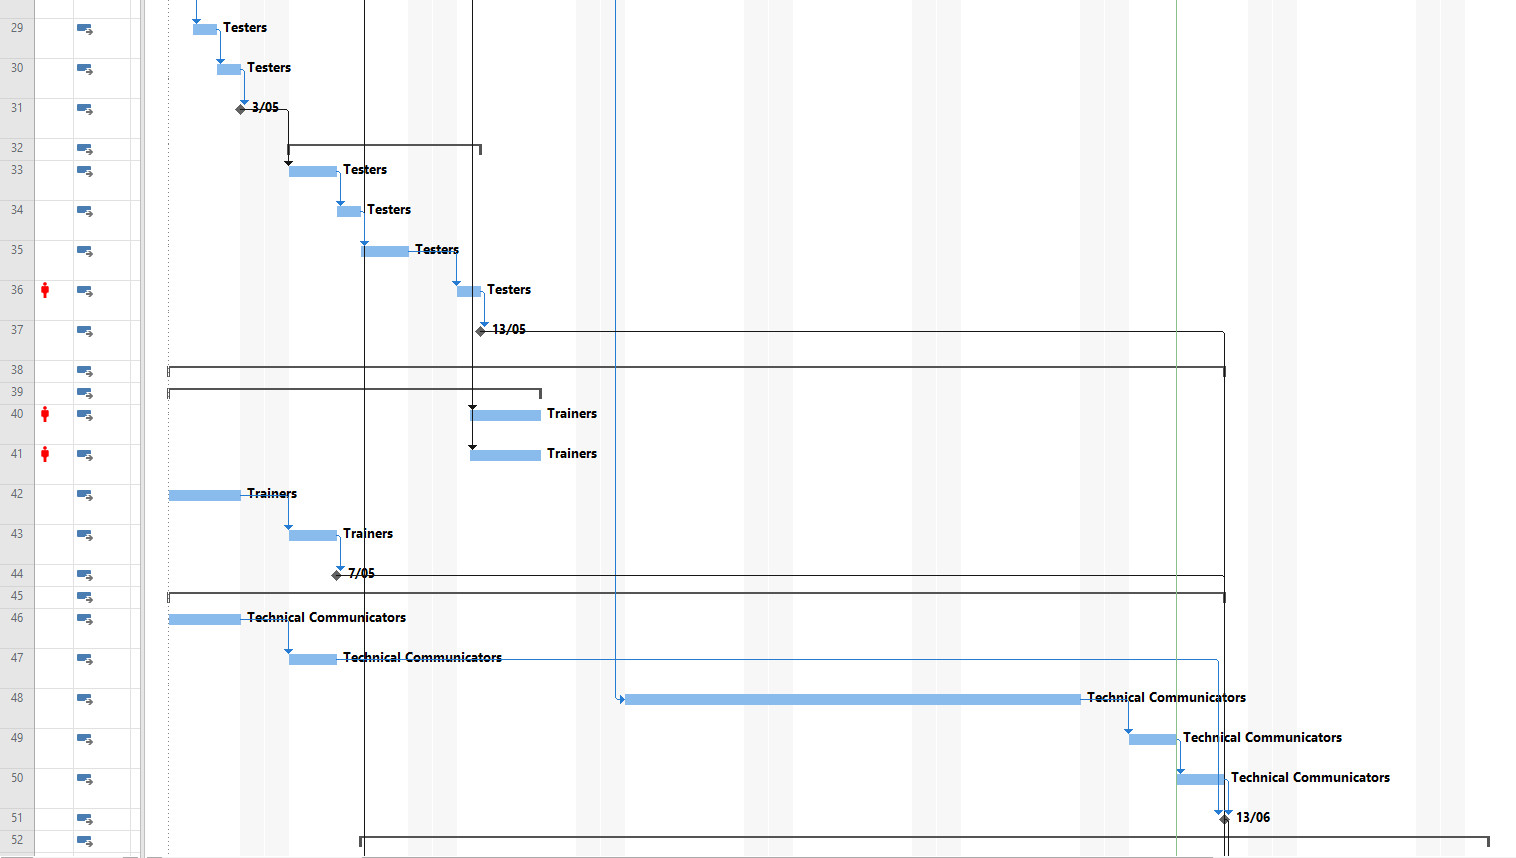 29 Testers
30 Testers
31 3/05
32
33 Testers
34 Testers
35 Testers
36 Testers
37 13/05
38
39
40 Trainers
41 Trainers
42 Trainers
43 Trainers
44 7/05
45
46 Technical Communicators
47 Technical Communicators
48 Technical Communicators
49 Technical Communicators
50 Technical Communicators
51 13/06
52